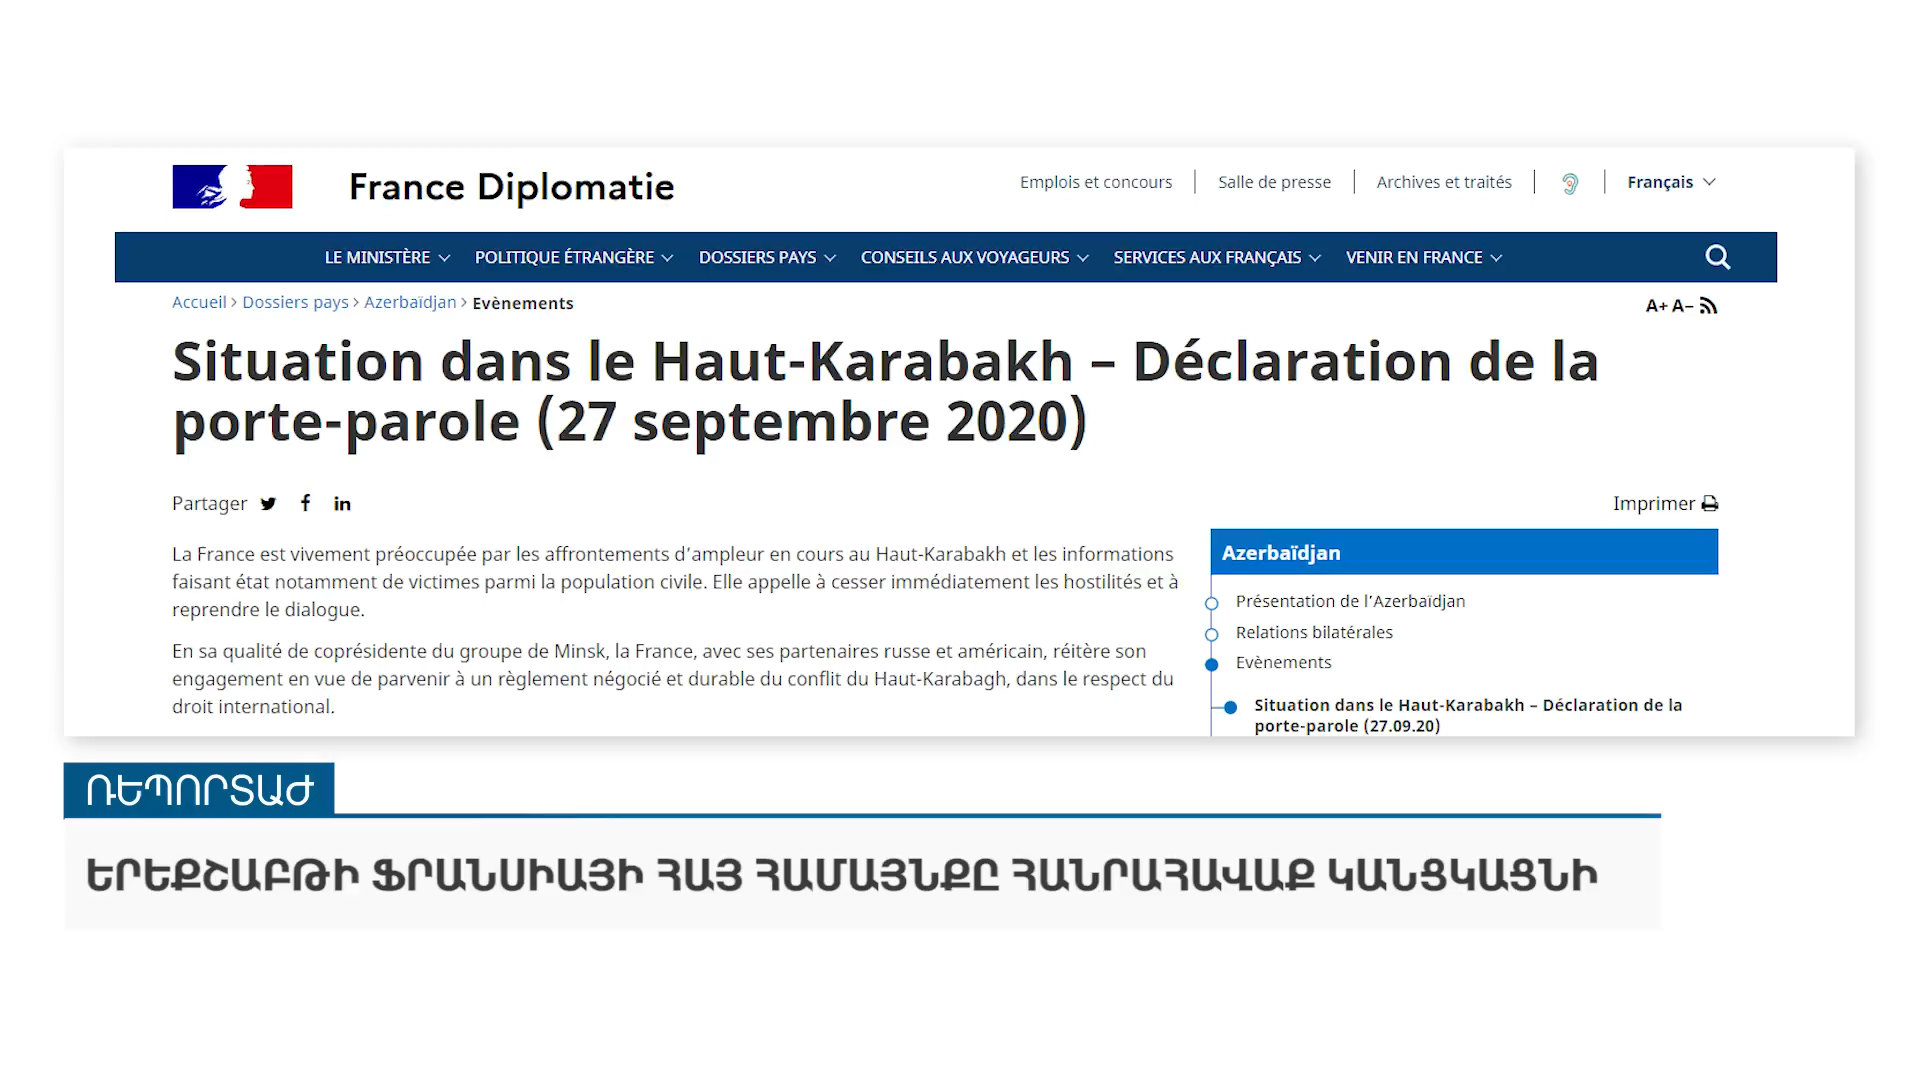 France Diplomatie
Emplois et concours
Salle de presse
Archives et traités
Français
LE MINISTÈRE
POLITIQUE ÉTRANGÈRE
DOSSIERS PAYS
CONSEILS AUX VOYAGEURS
SERVICES AUX FRANÇAIS
VENIR EN FRANCE
Accueil > Dossiers pays > Azerbaïdjan > Evènements
A+ A−
Situation dans le Haut-Karabakh – Déclaration de la
porte-parole (27 septembre 2020)
Partager
Imprimer
La France est vivement préoccupée par les affrontements d’ampleur en cours au Haut-Karabakh et les informations
faisant état notamment de victimes parmi la population civile. Elle appelle à cesser immédiatement les hostilités et à
reprendre le dialogue.
En sa qualité de coprésidente du groupe de Minsk, la France, avec ses partenaires russe et américain, réitère son
engagement en vue de parvenir à un règlement négocié et durable du conflit du Haut-Karabagh, dans le respect du
droit international.
Azerbaïdjan
Présentation de l’Azerbaïdjan
Relations bilatérales
Evènements
Situation dans le Haut-Karabakh – Déclaration de la
porte-parole (27.09.20)
ՌԵՊՈՐՏԱԺ
ԵՐԵՔՇԱԲԹԻ ՖՐԱՆՍԻԱՅԻ ՀԱՅ ՀԱՄԱՅՆՔԸ ՀԱՆՐԱՀԱՎԱՔ ԿԱՆՑԿԱՑՆԻ